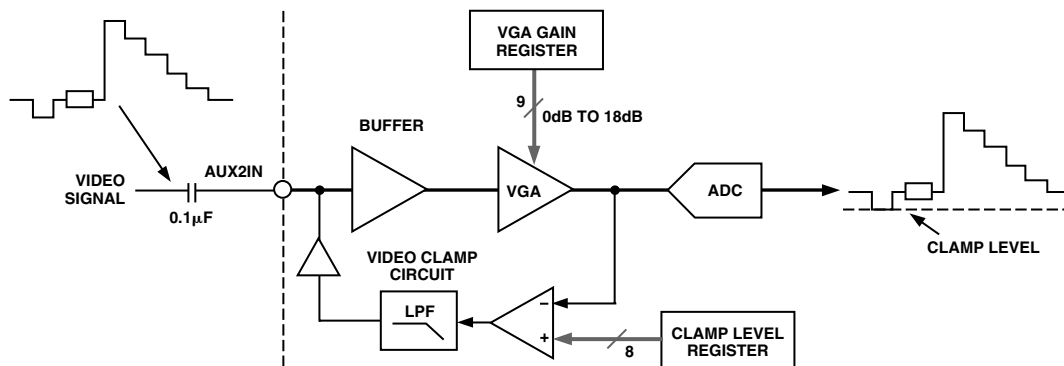 VGA GAIN
REGISTER
9
0dB TO 18dB
BUFFER
VIDEO
SIGNAL
AUX2IN
0.1μF
VGA
ADC
CLAMP LEVEL
VIDEO CLAMP
CIRCUIT
LPF
–
+
8
CLAMP LEVEL
REGISTER